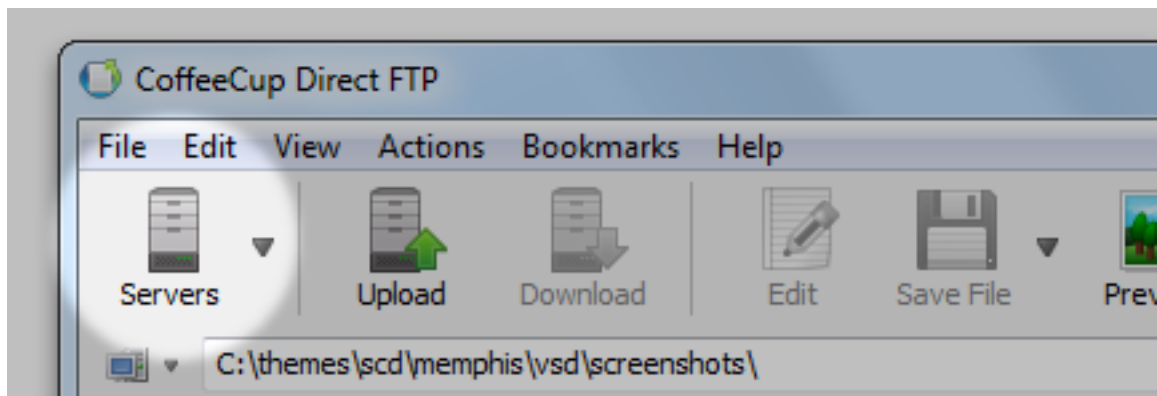 CoffeeCup Direct FTP
File Edit View Actions Bookmarks Help
Servers Upload Download Edit Save File Prev
C:\themes\scd\memphis\vsd\screenshots\